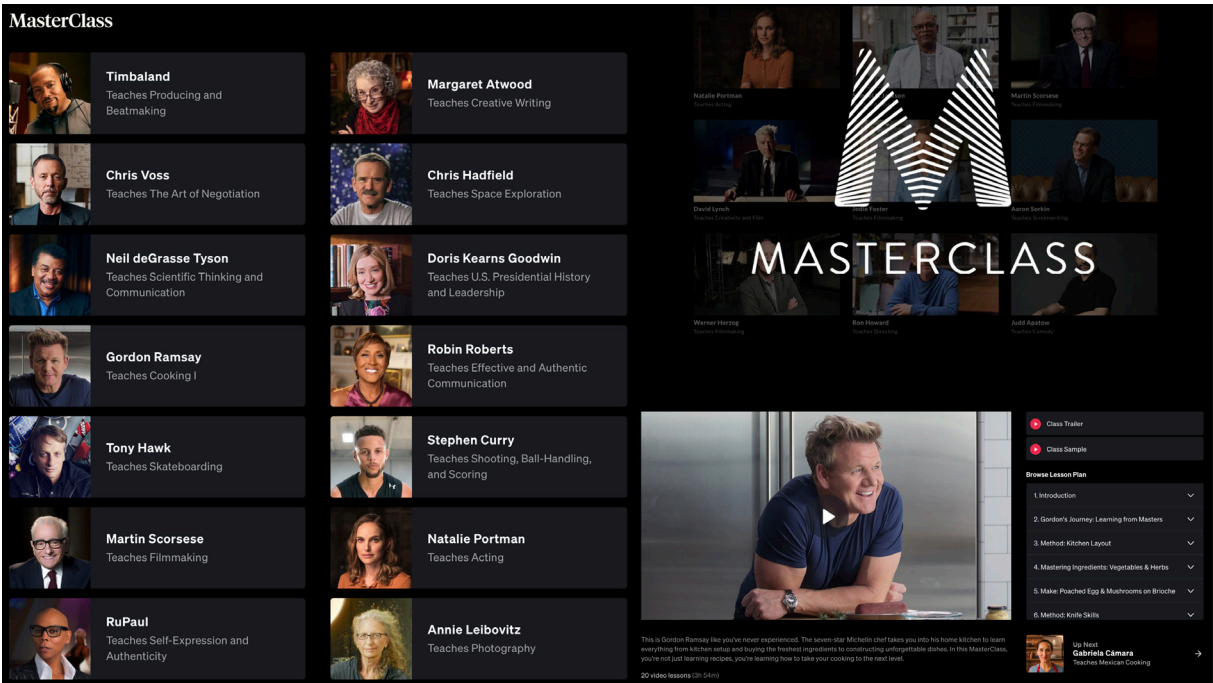 MasterClass
Timbaland
Teaches Producing and
Beatmaking
Margaret Atwood
Teaches Creative Writing
Chris Voss
Teaches The Art of Negotiation
Chris Hadfield
Teaches Space Exploration
Neil deGrasse Tyson
Teaches Scientific Thinking and
Communication
Doris Kearns Goodwin
Teaches U.S. Presidential History
and Leadership
Gordon Ramsay
Teaches Cooking I
Robin Roberts
Teaches Effective and Authentic
Communication
Tony Hawk
Teaches Skateboarding
Stephen Curry
Teaches Shooting, Ball-Handling,
and Scoring
Martin Scorsese
Teaches Filmmaking
Natalie Portman
Teaches Acting
RuPaul
Teaches Self-Expression and
Authenticity
Annie Leibovitz
Teaches Photography
Natalie Portman
Teaches Acting
Martin Scorsese
Teaches Filmmaking
David Lynch
Teaches Creativity and Film
Jodie Foster
Teaches Filmmaking
Aaron Sorkin
Teaches Screenwriting
M
MASTERCLASS
Werner Herzog
Teaches Filmmaking
Ron Howard
Teaches Directing
Judd Apatow
Teaches Comedy
Class Trailer
Class Sample
Browse Lesson Plan
1. Introduction
2. Gordon's Journey: Learning from Masters
3. Method: Kitchen Layout
4. Mastering Ingredients: Vegetables & Herbs
5. Make: Poached Egg & Mushrooms on Brioche
6. Method: Knife Skills
This is Gordon Ramsay like you've never experienced. The seven-star Michelin chef takes you into his home kitchen to learn
everything from kitchen setup and buying the freshest ingredients to constructing unforgettable dishes. In this MasterClass,
you're not just learning recipes, you're learning how to take your cooking to the next level.
20 video lessons (3h 54m)
Up Next
Gabriela Cámara
Teaches Mexican Cooking